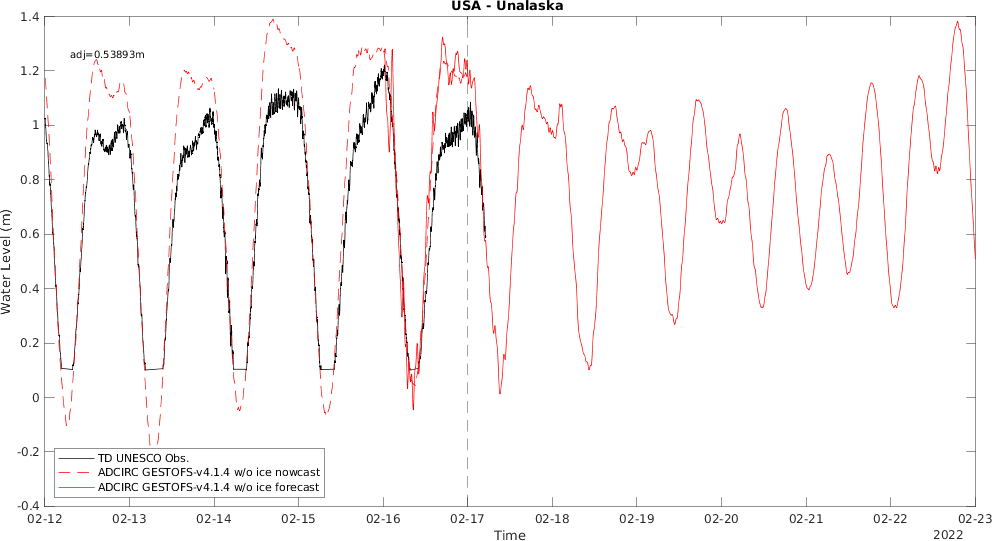 USA - Unalaska
adj=0.53893m
1.4
1.2
1
0.8
0.6
0.4
0.2
0
-0.2
-0.4
Water Level (m)
TD UNESCO Obs.
ADCIRC GESTOFS-v4.1.4 w/o ice nowcast
ADCIRC GESTOFS-v4.1.4 w/o ice forecast
02-12 02-13 02-14 02-15 02-16 02-17 02-18 02-19 02-20 02-21 02-22 02-23
Time
2022